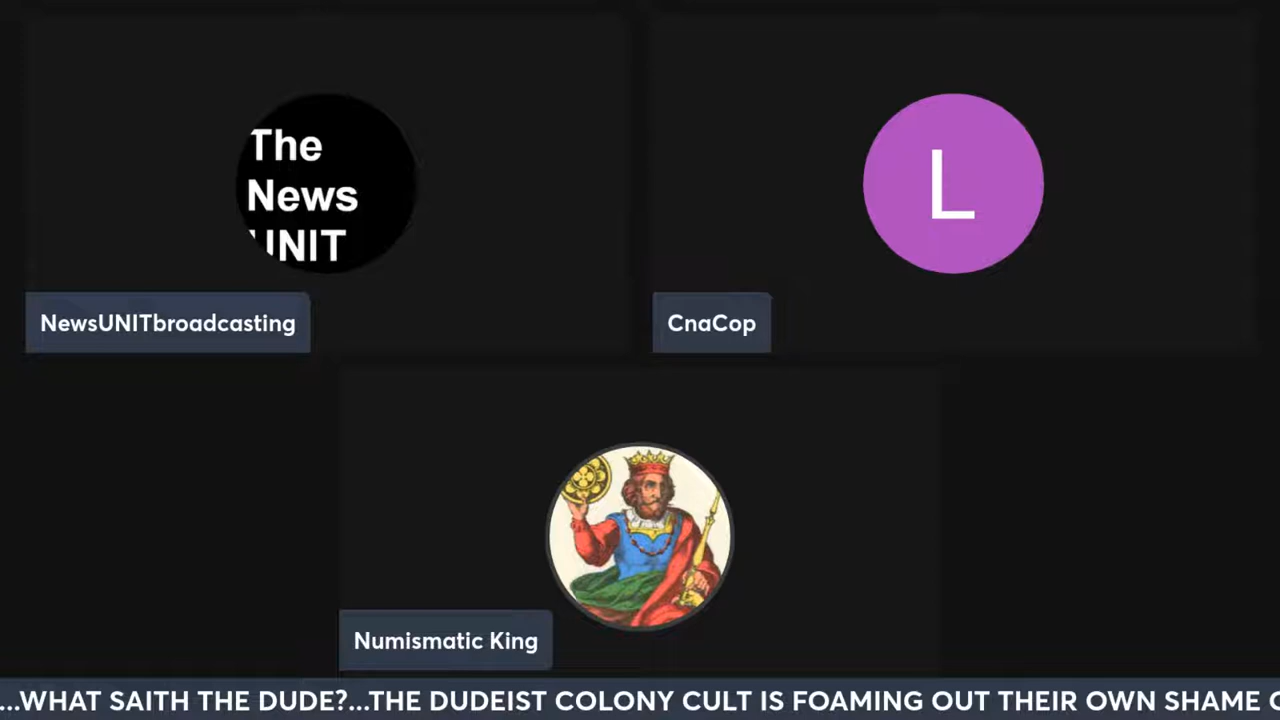 The
News
UNIT
NewsUNITbroadcasting
L
CnaCop
Numismatic King
...WHAT SAITH THE DUDE?...THE DUDEIST COLONY CULT IS FOAMING OUT THEIR OWN SHAME